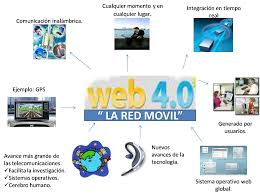 Cualquier momento y en
cualquier lugar.
Integración en tiempo
real
Comunicación inalámbrica.
Ejemplo: GPS
web 4.0
“ LA RED MOVIL”
Generado por
usuarios.
Avance más grande de
las telecomunicaciones.
✓ Facilita la investigación.
✓ Sistemas operativos.
✓ Cerebro humano.
Nuevos
avances de la
tecnología.
Sistema operativo web
global.